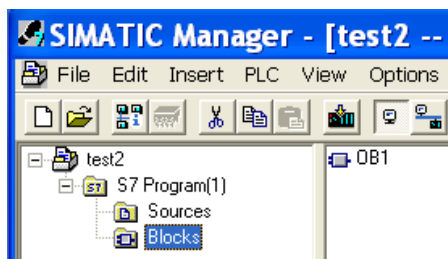 SIMATIC Manager - [test2 --
File Edit Insert PLC View Options
test2
OB1
S7 Program(1)
Sources
Blocks